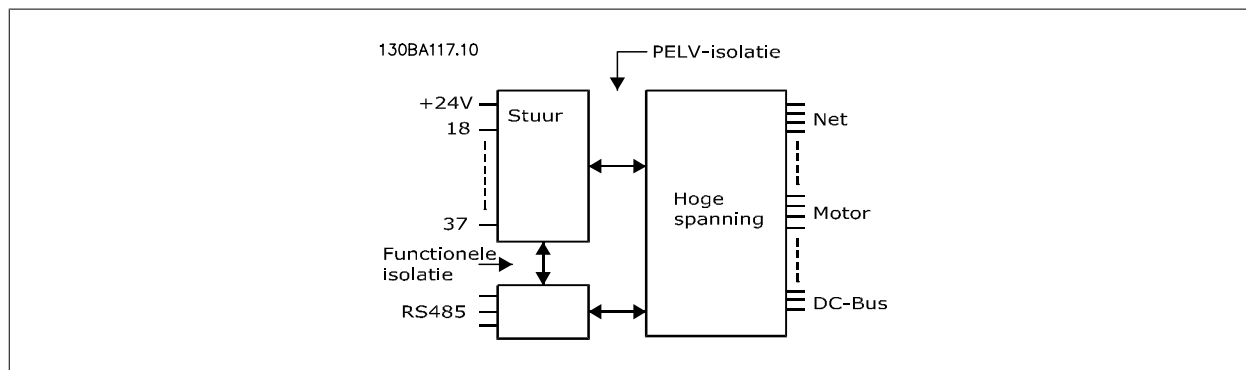 130BA117.10
PELV-isolatie
+24V
Stuur
18
Net
Hoge
spanning
Motor
37
Functionele
isolatie
RS485
DC-Bus